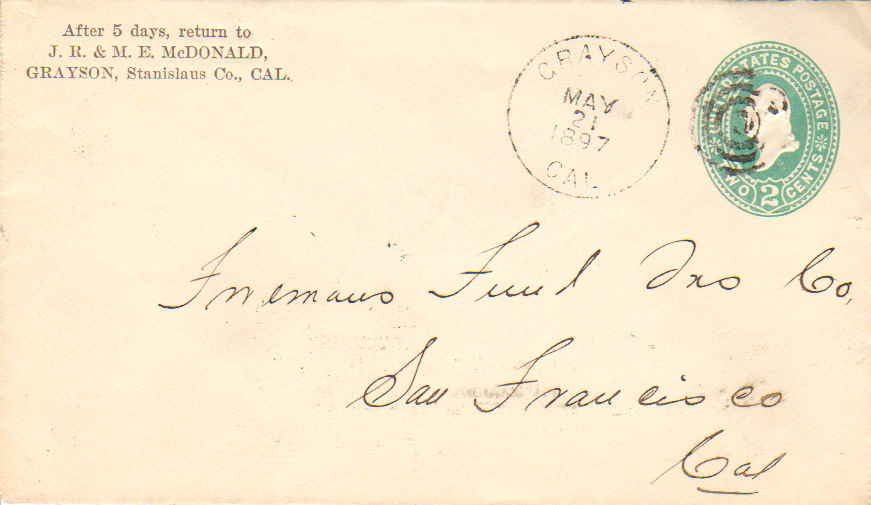 After 5 days, return to
J. R. & M. E. McDONALD,
GRAYSON, Stanislaus Co., CAL.
GRAYSON
MAY
21
1897
CAL
UNITED STATES POSTAGE
TWO 2 CENTS
Firemans Fund Ins Co,
San Francisco
Cal